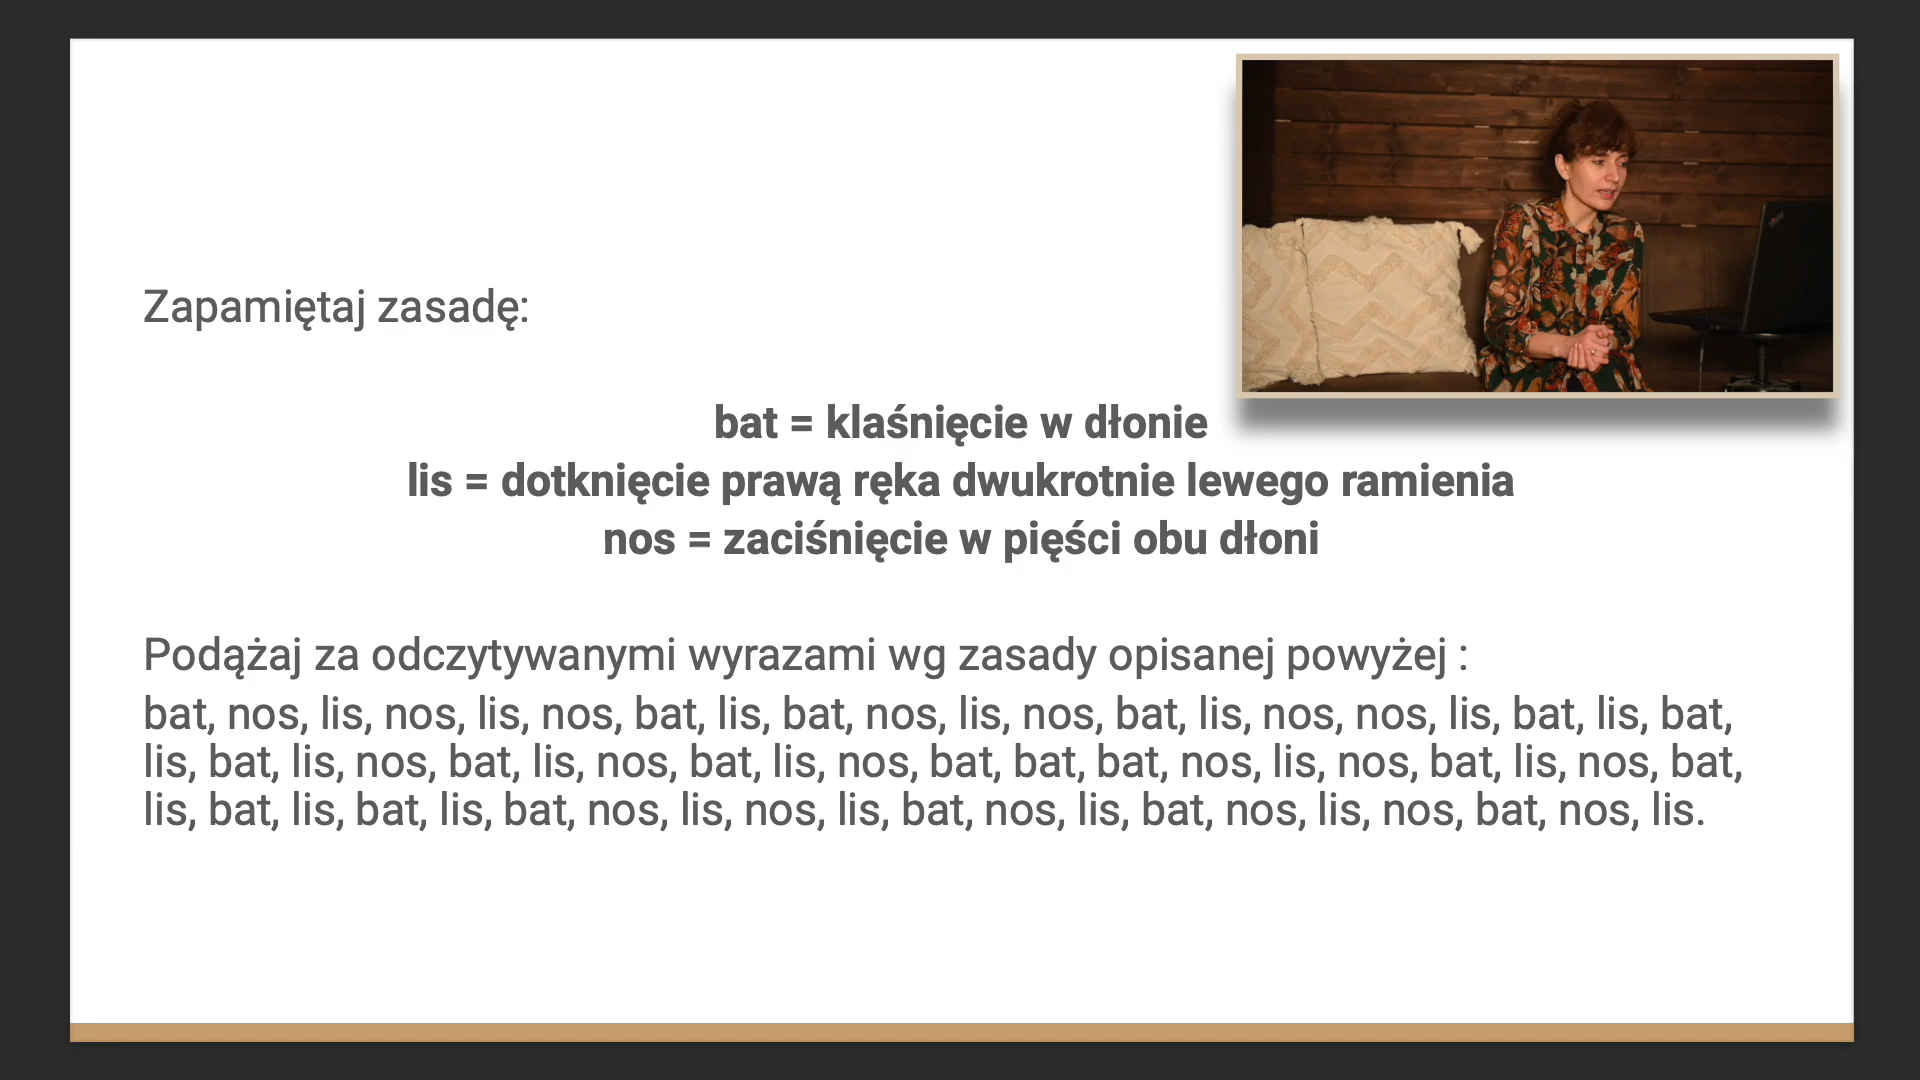 Zapamiętaj zasadę:
bat = klaśnięcie w dłonie
lis = dotknięcie prawą ręka dwukrotnie lewego ramienia
nos = zaciśnięcie w pięści obu dłoni
Podążaj za odczytywanymi wyrazami wg zasady opisanej powyżej :
bat, nos, lis, nos, lis, nos, bat, lis, bat, nos, lis, nos, bat, lis, nos, nos, lis, bat, lis, bat,
lis, bat, lis, nos, bat, lis, nos, bat, lis, nos, bat, bat, bat, nos, lis, nos, bat, lis, nos, bat,
lis, bat, lis, bat, lis, bat, nos, lis, nos, lis, bat, nos, lis, bat, nos, lis, nos, bat, nos, lis.